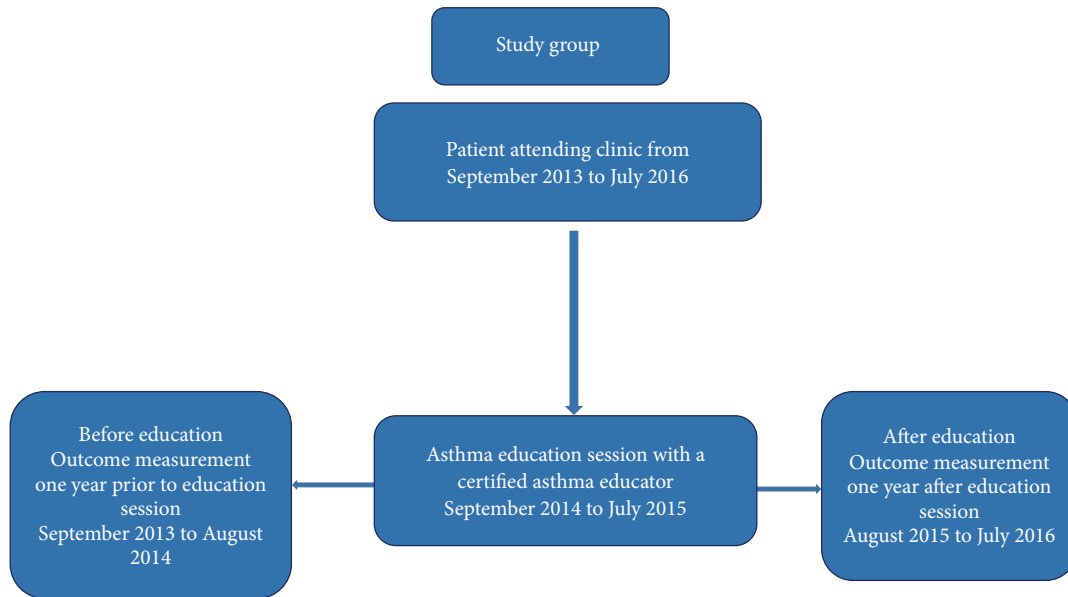 Study group
Patient attending clinic from
September 2013 to July 2016
Before education
Outcome measurement
one year prior to education
session
September 2013 to August
2014
Asthma education session with a
certified asthma educator
September 2014 to July 2015
After education
Outcome measurement
one year after education
session
August 2015 to July 2016